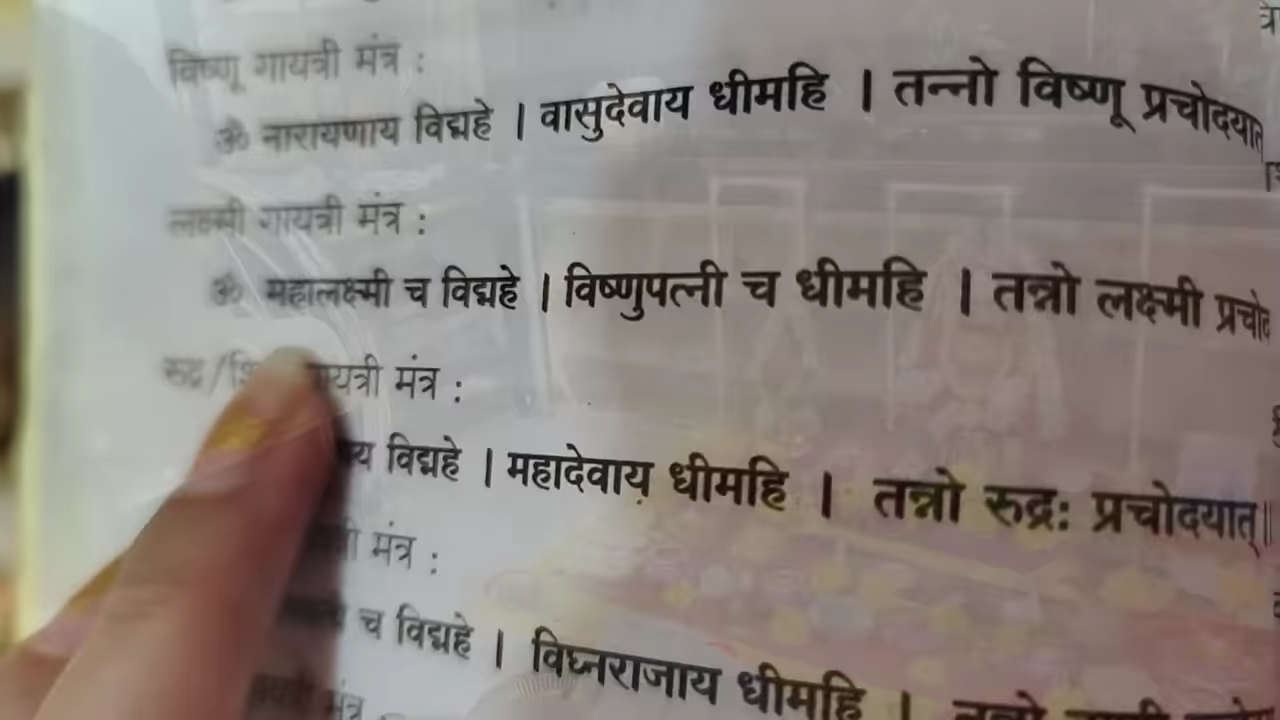 विष्णू गायत्री मंत्र :
ॐ नारायणाय विद्महे । वासुदेवाय धीमहि । तन्नो विष्णू प्रचोदयात
लक्ष्मी गायत्री मंत्र :
ॐ महालक्ष्मी च विद्महे । विष्णुपत्नी च धीमहि । तन्नो लक्ष्मी प्रचोद
रुद्र/शि गायत्री मंत्र :
य विद्महे । महादेवाय धीमहि । तन्नो रुद्रः प्रचोदयात्॥
मंत्र :
च विद्महे । विघ्नराजाय धीमहि । तन्नो
मंत्र